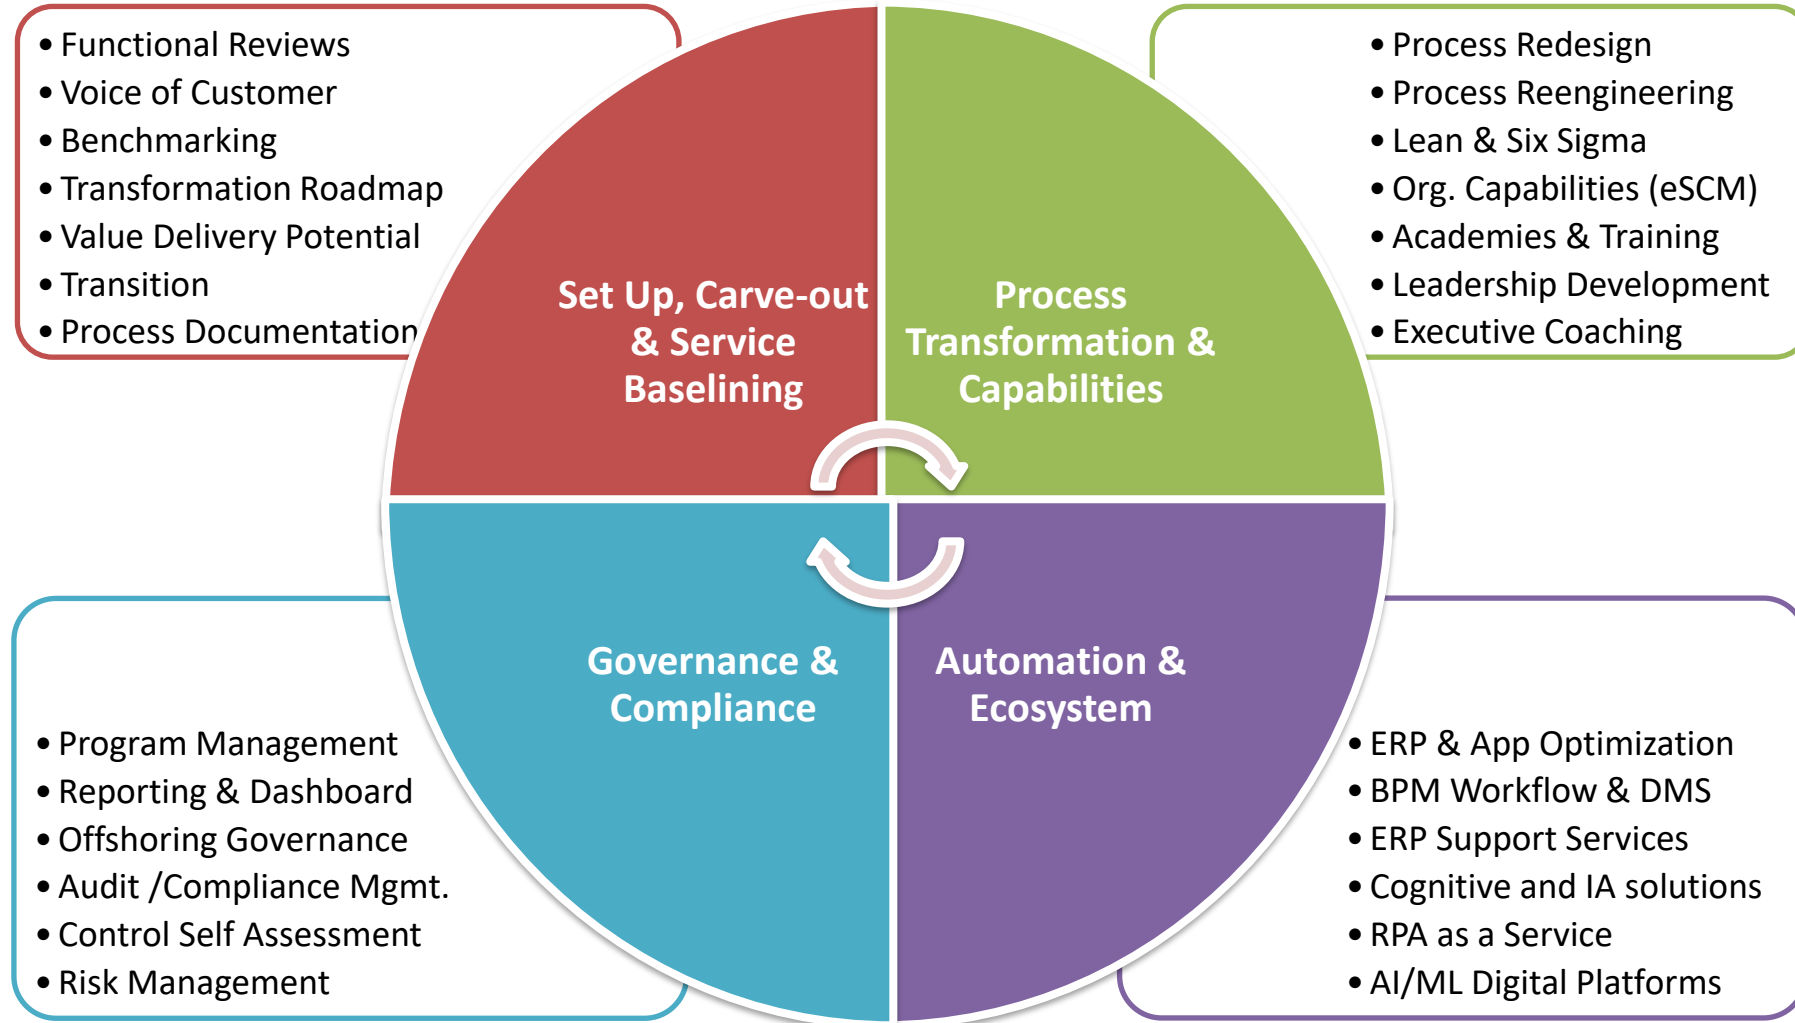 • Functional Reviews
• Voice of Customer
• Benchmarking
• Transformation Roadmap
• Value Delivery Potential
• Transition
• Process Documentation
Set Up, Carve-out
& Service
Baselining
Process
Transformation &
Capabilities
• Process Redesign
• Process Reengineering
• Lean & Six Sigma
• Org. Capabilities (eSCM)
• Academies & Training
• Leadership Development
• Executive Coaching
Governance &
Compliance
Automation &
Ecosystem
• Program Management
• Reporting & Dashboard
• Offshoring Governance
• Audit /Compliance Mgmt.
• Control Self Assessment
• Risk Management
• ERP & App Optimization
• BPM Workflow & DMS
• ERP Support Services
• Cognitive and IA solutions
• RPA as a Service
• AI/ML Digital Platforms